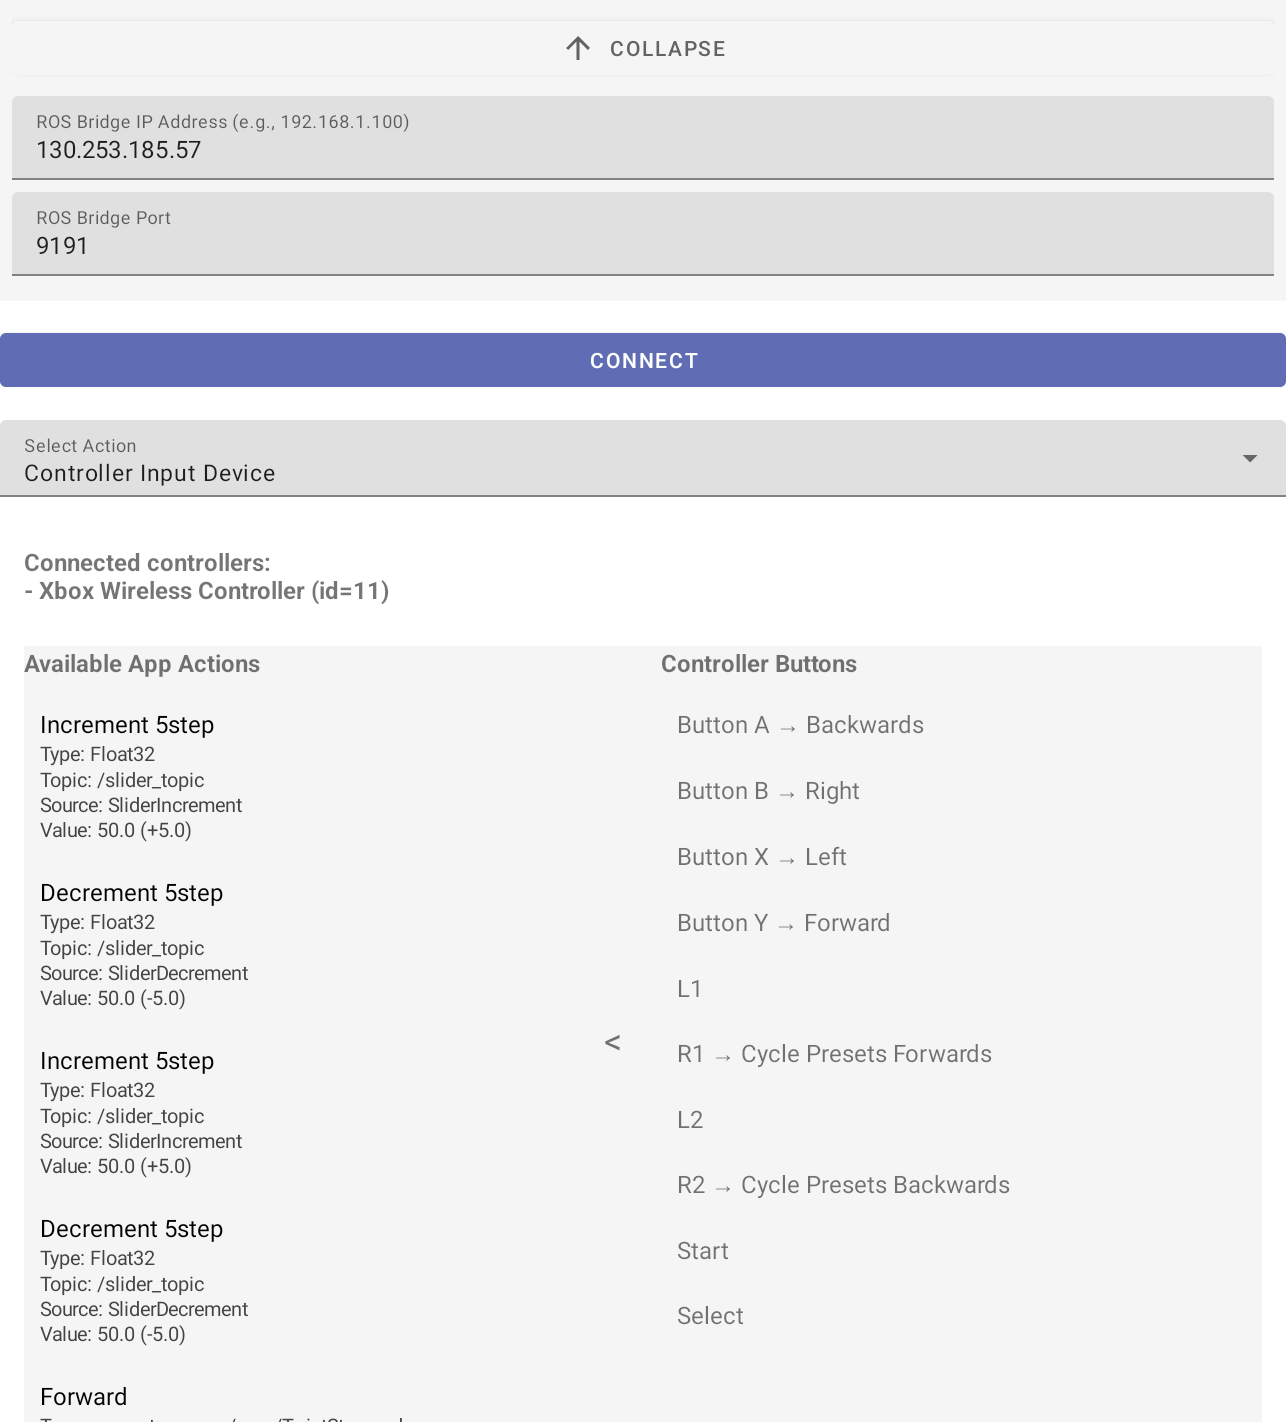 COLLAPSE
ROS Bridge IP Address (e.g., 192.168.1.100)
130.253.185.57
ROS Bridge Port
9191
CONNECT
Select Action
Controller Input Device
Connected controllers:
- Xbox Wireless Controller (id=11)
Available App Actions
Increment 5step
Type: Float32
Topic: /slider_topic
Source: SliderIncrement
Value: 50.0 (+5.0)
Decrement 5step
Type: Float32
Topic: /slider_topic
Source: SliderDecrement
Value: 50.0 (-5.0)
Increment 5step
Type: Float32
Topic: /slider_topic
Source: SliderIncrement
Value: 50.0 (+5.0)
Decrement 5step
Type: Float32
Topic: /slider_topic
Source: SliderDecrement
Value: 50.0 (-5.0)
Forward
<
Controller Buttons
Button A → Backwards
Button B → Right
Button X → Left
Button Y → Forward
L1
R1 → Cycle Presets Forwards
L2
R2 → Cycle Presets Backwards
Start
Select